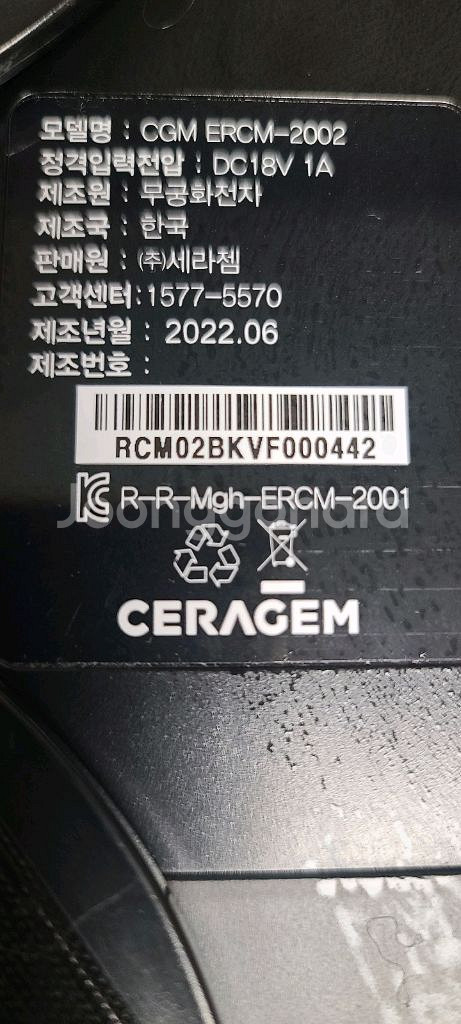 모델명 : CGM ERCM-2002
정격입력전압 : DC18V 1A
제조원 : 무궁화전자
제조국 : 한국
판매원 : ㈜세라젬
고객센터:1577-5570
제조년월 : 2022.06
제조번호 :
RCM02BKVF000442
R-R-Mgh-ERCM-2001
Joonggonara
CERAGEM